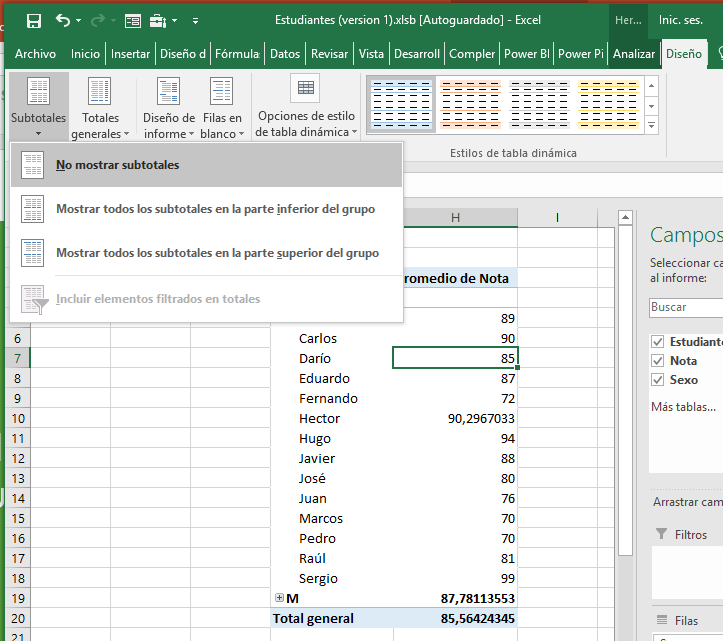 Estudiantes (version 1).xlsb [Autoguardado] - Excel
Her...
Inic. ses.
Archivo
Inicio
Insertar
Diseño d
Fórmula
Datos
Revisar
Vista
Desarroll
Compler
Power BI
Power Pi
Analizar
Diseño
Subtotales
Totales generales
Diseño de informe
Filas en blanco
Opciones de estilo de tabla dinámica
Estilos de tabla dinámica
No mostrar subtotales
Mostrar todos los subtotales en la parte inferior del grupo
Mostrar todos los subtotales en la parte superior del grupo
Incluir elementos filtrados en totales
H
I
romedio de Nota
89
6 Carlos 90
7 Darío 85
8 Eduardo 87
9 Fernando 72
10 Hector 90,2967033
11 Hugo 94
12 Javier 88
13 José 80
14 Juan 76
15 Marcos 70
16 Pedro 70
17 Raúl 81
18 Sergio 99
19 M 87,78113553
20 Total general 85,56424345
21
Campos
Seleccionar ca
al informe:
Buscar
Estudiante
Nota
Sexo
Más tablas...
Arrastrar cam
Filtros
Filas